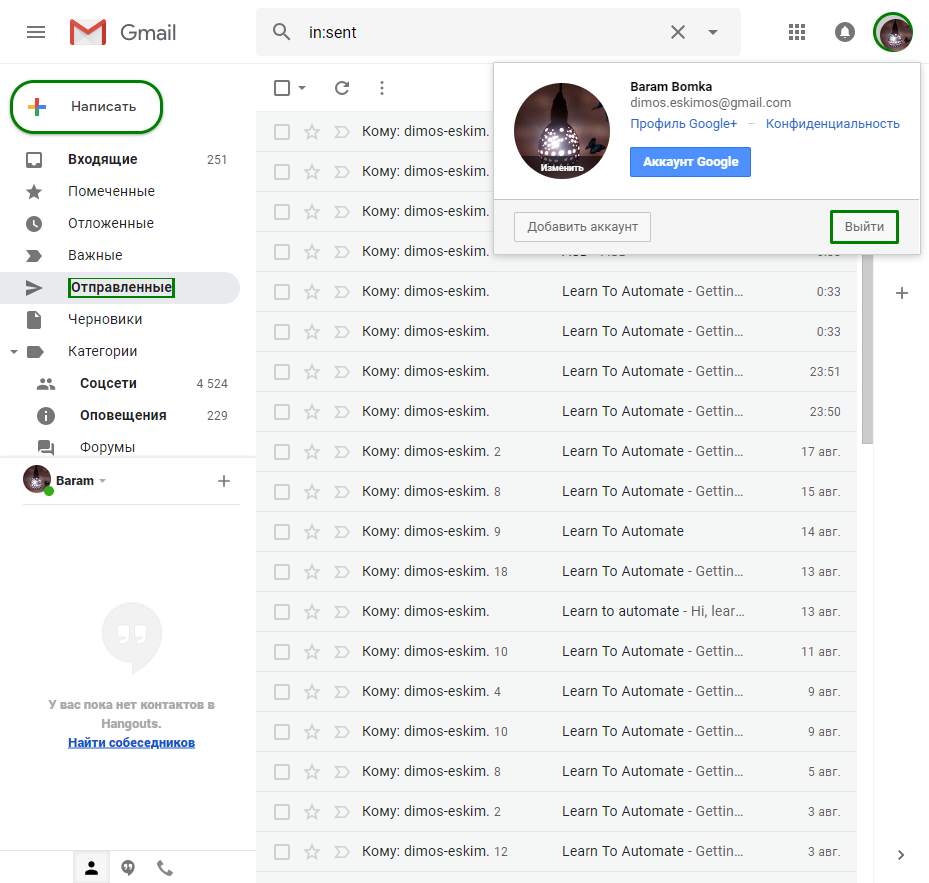 Gmail
in:sent
Написать
Входящие 251
Помеченные
Отложенные
Важные
Отправленные
Черновики
Категории
Соцсети 4 524
Оповещения 229
Форумы
Baram
У вас пока нет контактов в
Hangouts.
Найти собеседников
Baram Bomka
dimos.eskimos@gmail.com
Профиль Google+ – Конфиденциальность
Изменить
Аккаунт Google
Добавить аккаунт
Выйти
Кому: dimos-eskim.
Кому: dimos-eskim.
Кому: dimos-eskim.
Кому: dimos-eskim.
Кому: dimos-eskim. Learn To Automate - Gettin... 0:33
Кому: dimos-eskim. Learn To Automate - Gettin... 0:33
Кому: dimos-eskim. Learn To Automate - Gettin... 23:51
Кому: dimos-eskim. Learn To Automate - Gettin... 23:50
Кому: dimos-eskim. 2 Learn To Automate - Gettin... 17 авг.
Кому: dimos-eskim. 8 Learn To Automate - Gettin... 15 авг.
Кому: dimos-eskim. 9 Learn To Automate 14 авг.
Кому: dimos-eskim. 18 Learn To Automate - Gettin... 13 авг.
Кому: dimos-eskim. Learn to automate - Hi, lear... 13 авг.
Кому: dimos-eskim. 10 Learn To Automate - Gettin... 11 авг.
Кому: dimos-eskim. 4 Learn To Automate - Gettin... 9 авг.
Кому: dimos-eskim. 10 Learn To Automate - Gettin... 9 авг.
Кому: dimos-eskim. 8 Learn To Automate - Gettin... 5 авг.
Кому: dimos-eskim. 2 Learn To Automate - Gettin... 3 авг.
Кому: dimos-eskim. 12 Learn To Automate - Gettin... 3 авг.